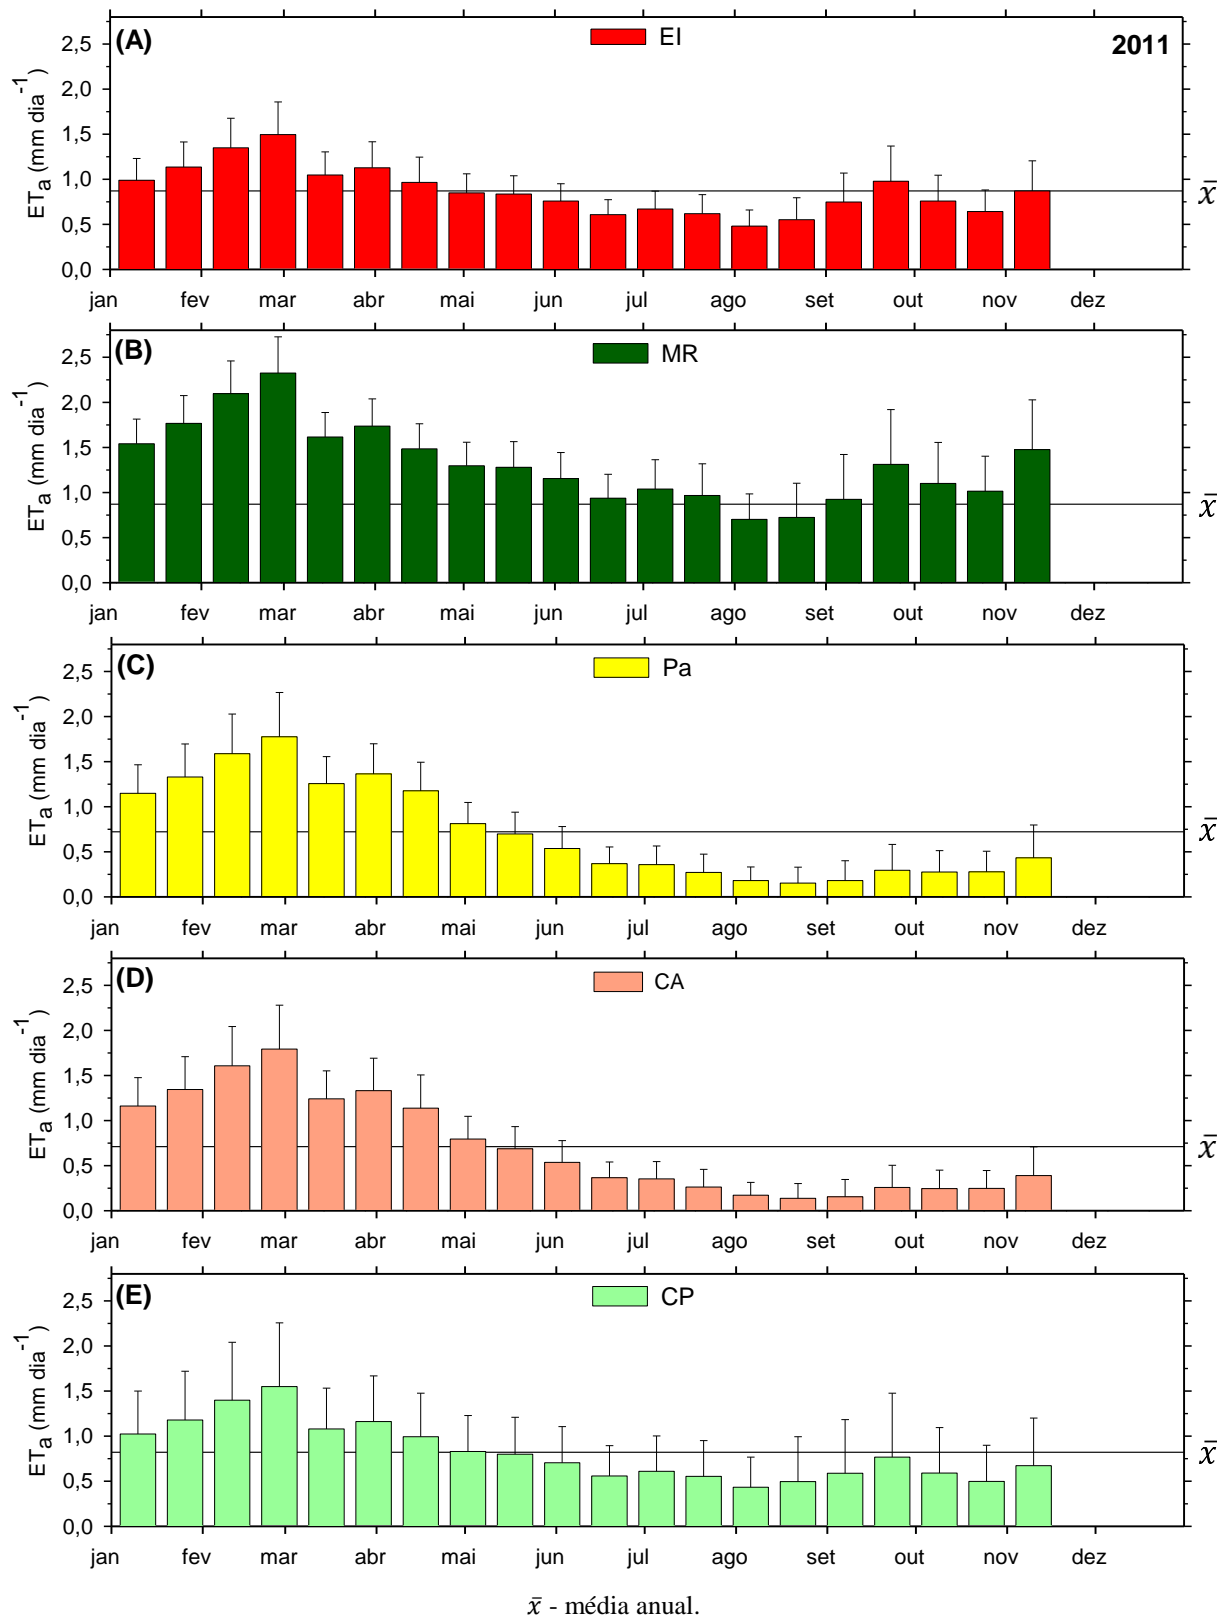 (A) EI 2011
ETa (mm dia-1)
2,5
2,0
1,5
1,0
0,5
0,0
x̄
jan fev mar abr mai jun jul ago set out nov dez
(B) MR
ETa (mm dia-1)
2,5
2,0
1,5
1,0
0,5
0,0
x̄
jan fev mar abr mai jun jul ago set out nov dez
(C) Pa
ETa (mm dia-1)
2,5
2,0
1,5
1,0
0,5
0,0
x̄
jan fev mar abr mai jun jul ago set out nov dez
(D) CA
ETa (mm dia-1)
2,5
2,0
1,5
1,0
0,5
0,0
x̄
jan fev mar abr mai jun jul ago set out nov dez
(E) CP
ETa (mm dia-1)
2,5
2,0
1,5
1,0
0,5
0,0
x̄
jan fev mar abr mai jun jul ago set out nov dez
x̄ - média anual.